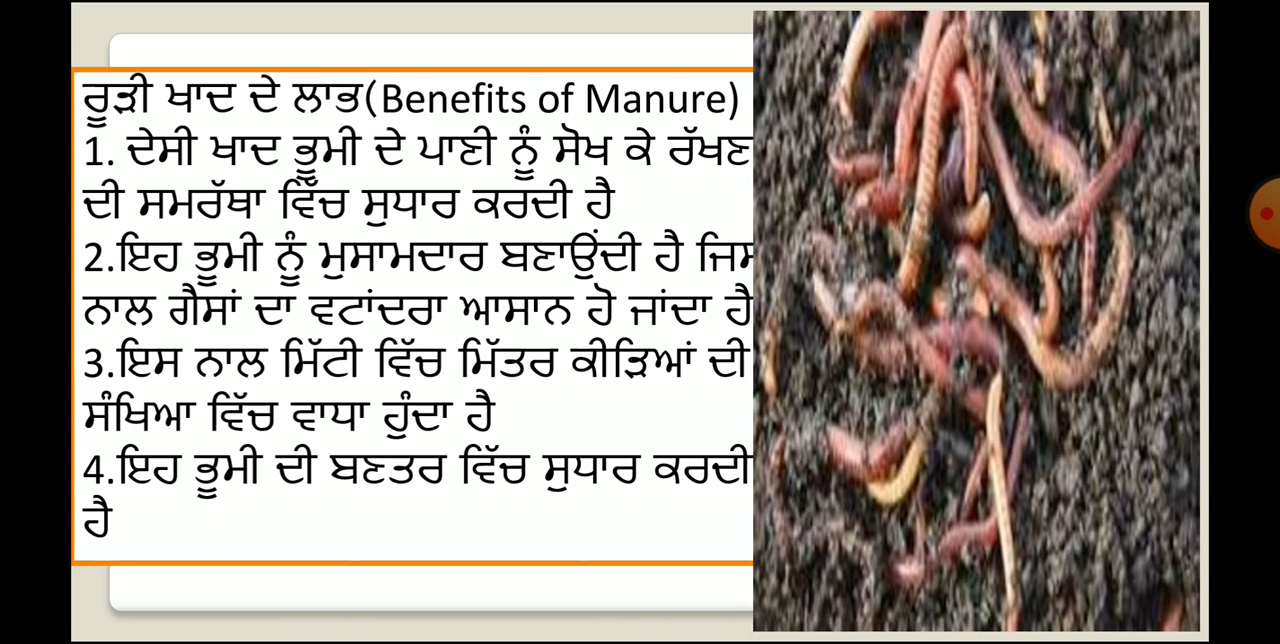 ਰੂੜੀ ਖਾਦ ਦੇ ਲਾਭ(Benefits of Manure)
1. ਦੇਸੀ ਖਾਦ ਭੂਮੀ ਦੇ ਪਾਣੀ ਨੂੰ ਸੋਖ ਕੇ ਰੱਖਣ
ਦੀ ਸਮਰੱਥਾ ਵਿੱਚ ਸੁਧਾਰ ਕਰਦੀ ਹੈ
2.ਇਹ ਭੂਮੀ ਨੂੰ ਮੁਸਾਮਦਾਰ ਬਣਾਉਂਦੀ ਹੈ ਜਿਸ
ਨਾਲ ਗੈਸਾਂ ਦਾ ਵਟਾਂਦਰਾ ਆਸਾਨ ਹੋ ਜਾਂਦਾ ਹੈ
3.ਇਸ ਨਾਲ ਮਿੱਟੀ ਵਿੱਚ ਮਿੱਤਰ ਕੀੜਿਆਂ ਦੀ
ਸੰਖਿਆ ਵਿੱਚ ਵਾਧਾ ਹੁੰਦਾ ਹੈ
4.ਇਹ ਭੂਮੀ ਦੀ ਬਣਤਰ ਵਿੱਚ ਸੁਧਾਰ ਕਰਦੀ
ਹੈ